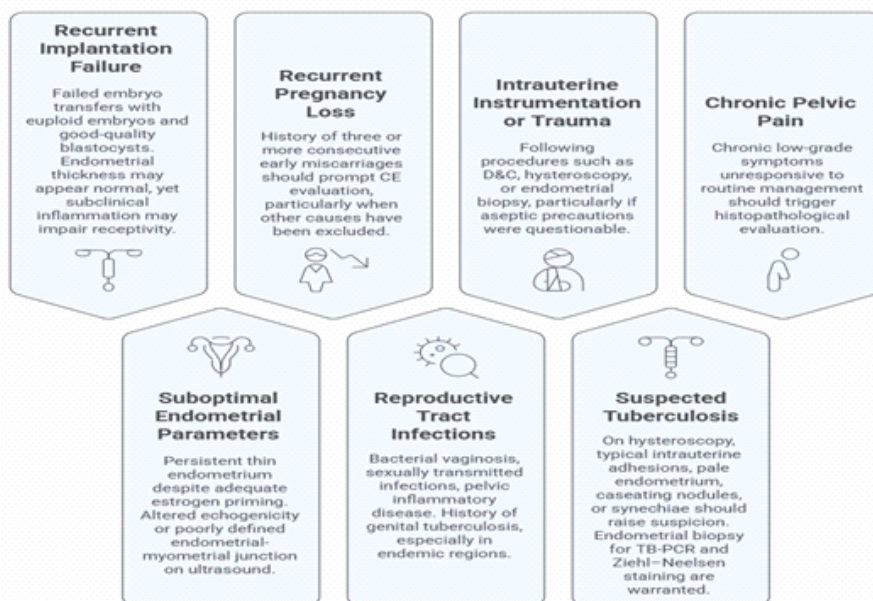 Recurrent
Implantation
Failure
Failed embryo
transfers with
euploid embryos and
good-quality
blastocysts.
Endometrial
thickness may
appear normal, yet
subclinical
inflammation may
impair receptivity.
Recurrent
Pregnancy
Loss
History of three or
more consecutive
early miscarriages
should prompt CE
evaluation,
particularly when
other causes have
been excluded.
Intrauterine
Instrumentation
or Trauma
Following
procedures such as
D&C, hysteroscopy,
or endometrial
biopsy, particularly if
aseptic precautions
were questionable.
Chronic Pelvic
Pain
Chronic low-grade
symptoms
unresponsive to
routine management
should trigger
histopathological
evaluation.
Suboptimal
Endometrial
Parameters
Persistent thin
endometrium
despite adequate
estrogen priming.
Altered echogenicity
or poorly defined
endometrial-
myometrial junction
on ultrasound.
Reproductive
Tract
Infections
Bacterial vaginosis,
sexually transmitted
infections, pelvic
inflammatory
disease. History of
genital tuberculosis,
especially in
endemic regions.
Suspected
Tuberculosis
On hysteroscopy,
typical intrauterine
adhesions, pale
endometrium,
caseating nodules,
or synechiae should
raise suspicion.
Endometrial biopsy
for TB-PCR and
Ziehl–Neelsen
staining are
warranted.